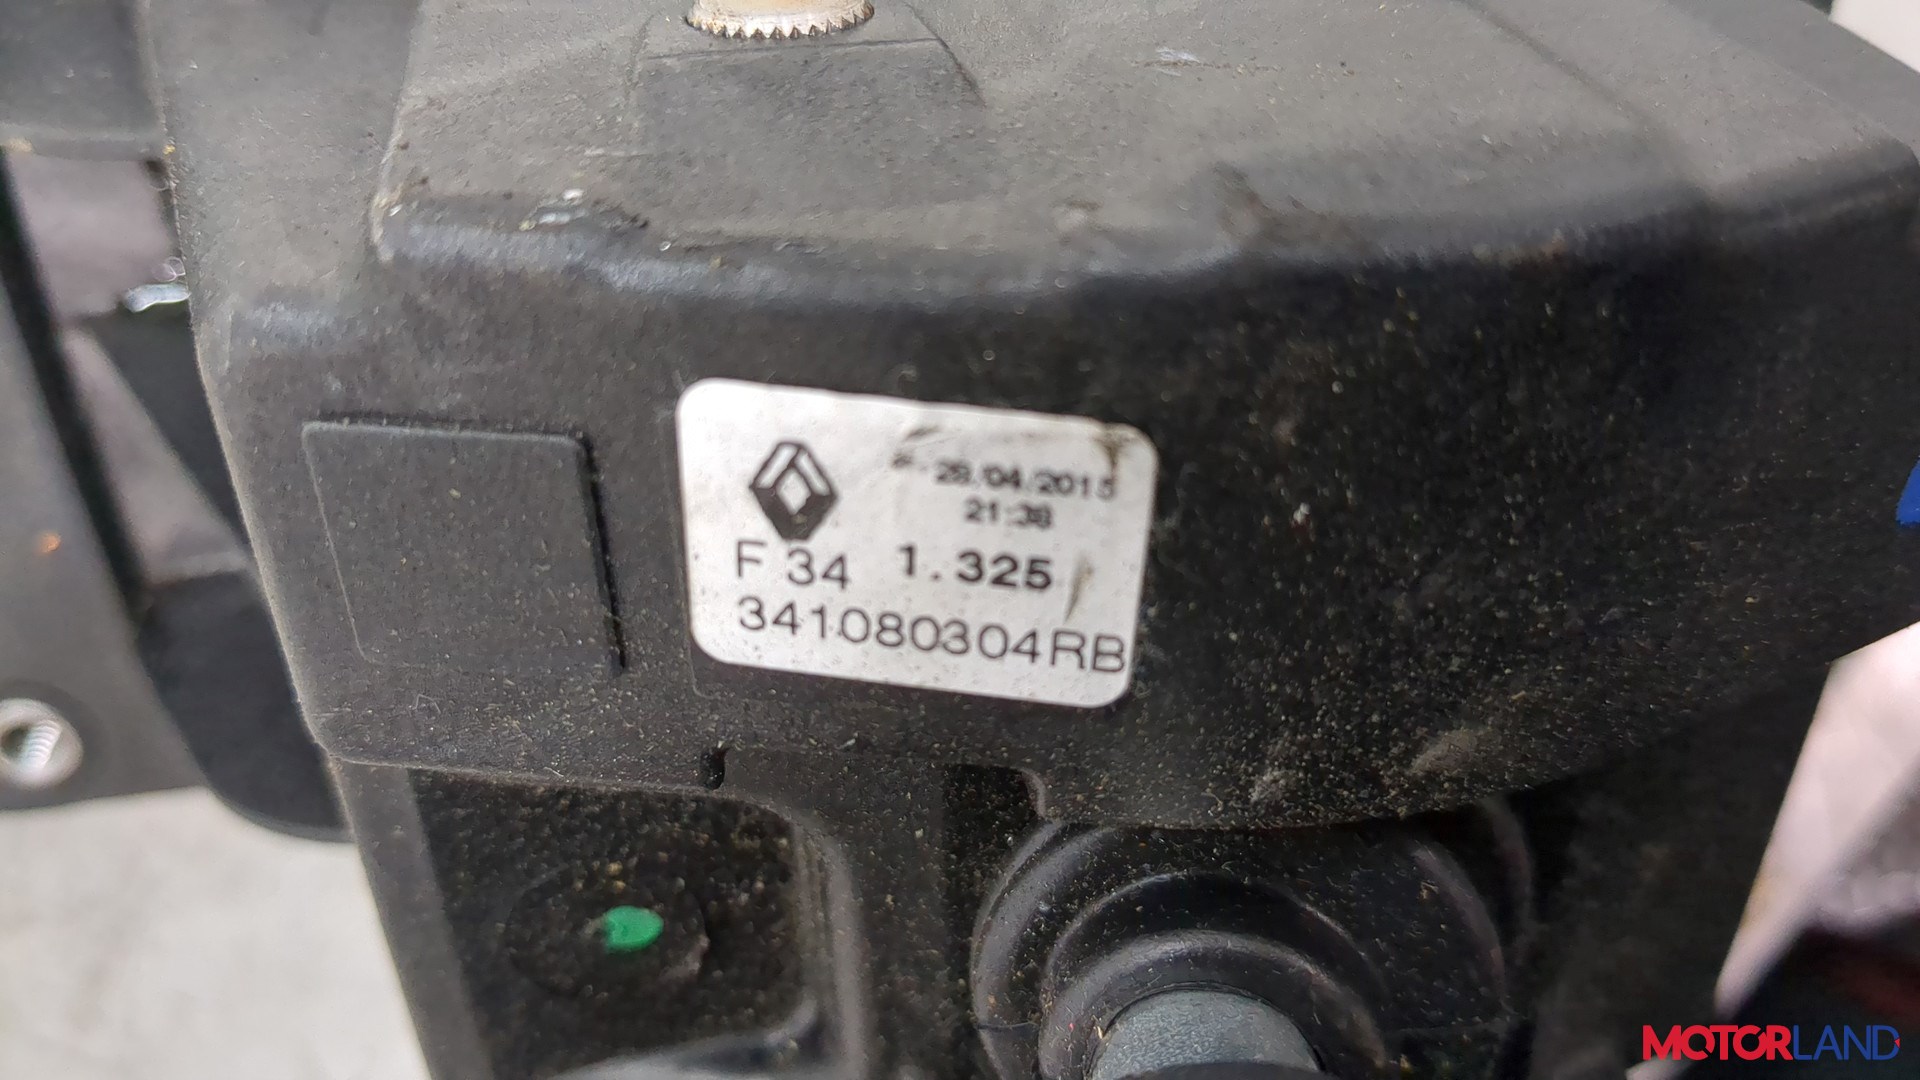 28/04/2015
21:38
F 34 1.325
341080304RB
MOTORLAND